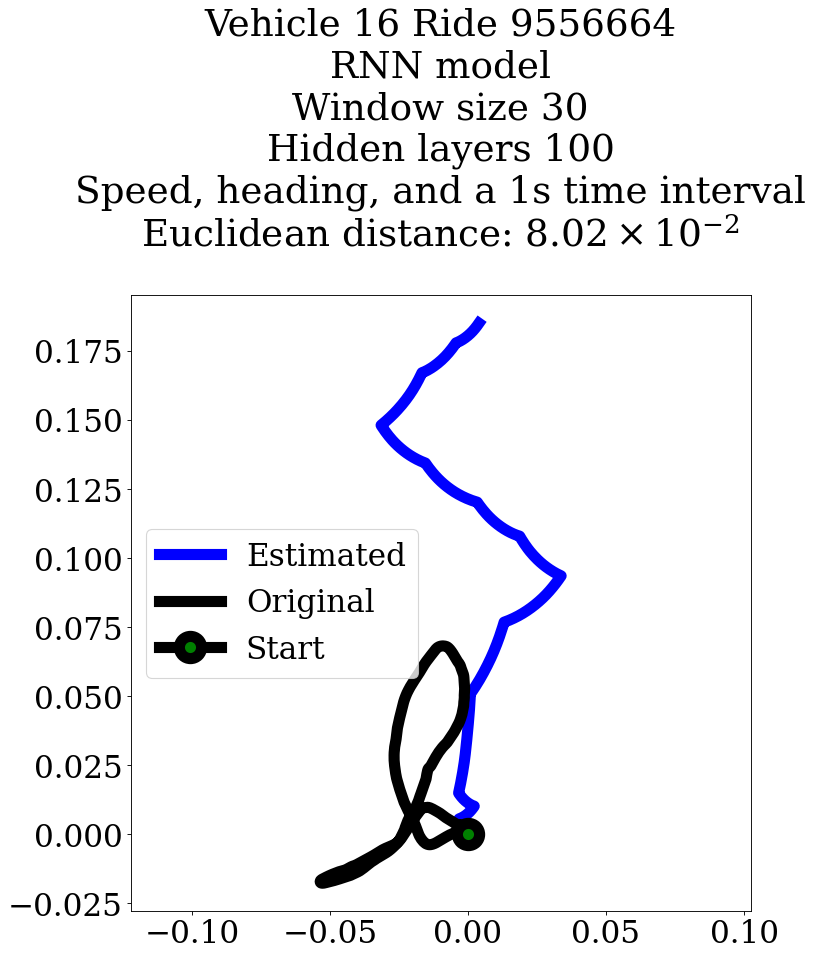 Vehicle 16 Ride 9556664
RNN model
Window size 30
Hidden layers 100
Speed, heading, and a 1s time interval
Euclidean distance: 8.02 × 10⁻²
0.175
0.150
0.125
0.100
0.075
0.050
0.025
0.000
−0.025
Estimated
Original
Start
−0.10 −0.05 0.00 0.05 0.10